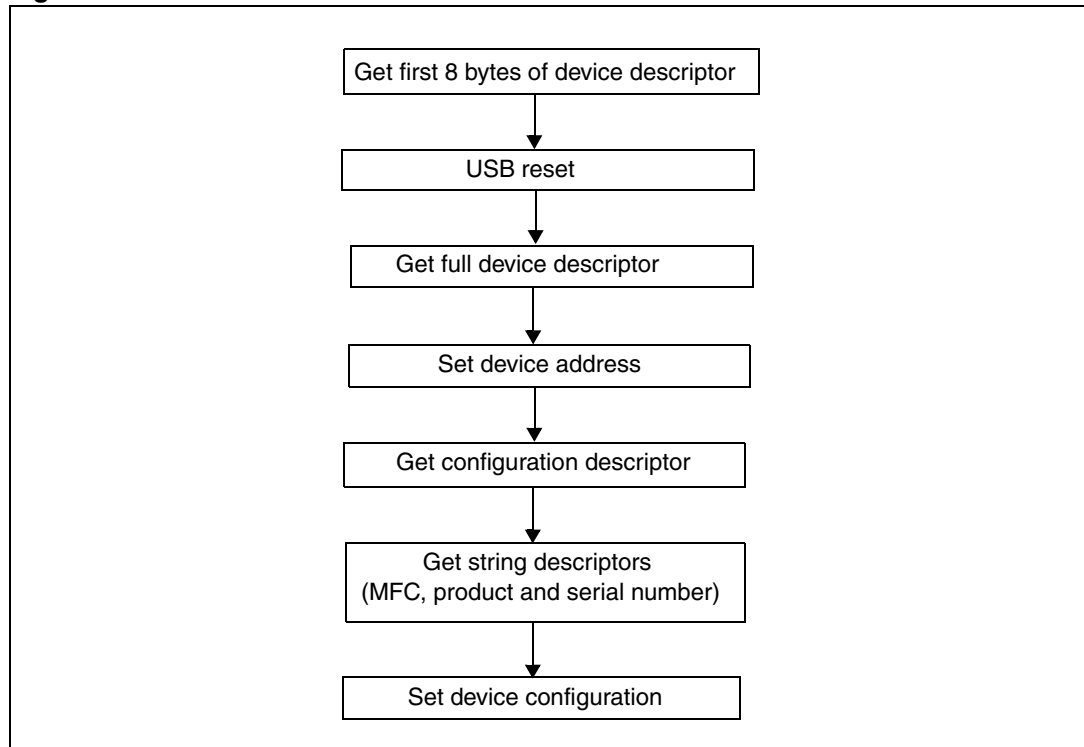 Get first 8 bytes of device descriptor
USB reset
Get full device descriptor
Set device address
Get configuration descriptor
Get string descriptors
(MFC, product and serial number)
Set device configuration